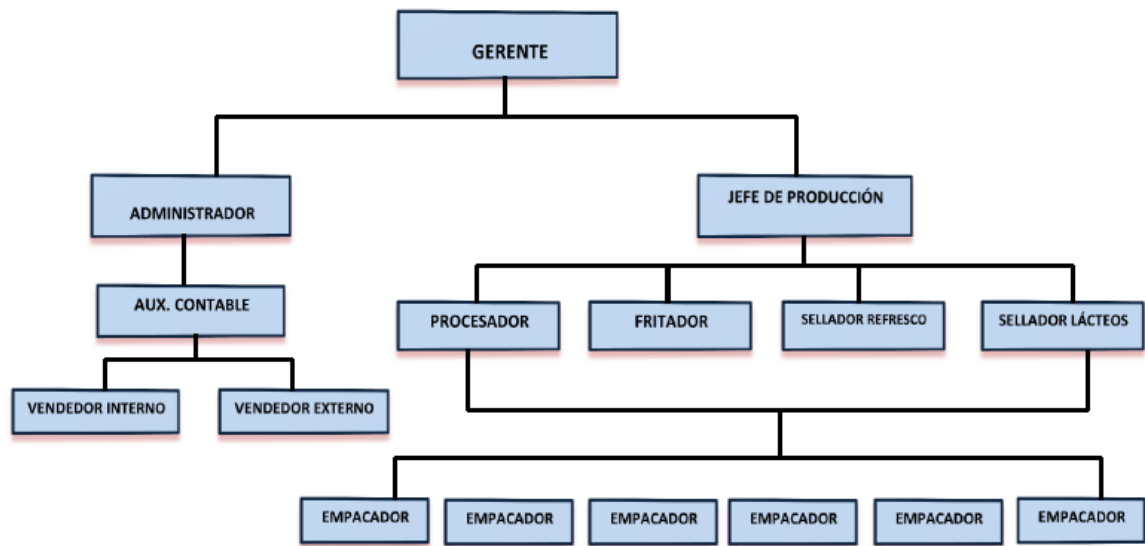 GERENTE
ADMINISTRADOR
JEFE DE PRODUCCIÓN
AUX. CONTABLE
PROCESADOR
FRITADOR
SELLADOR REFRESCO
SELLADOR LÁCTEOS
VENDEDOR INTERNO
VENDEDOR EXTERNO
EMPACADOR
EMPACADOR
EMPACADOR
EMPACADOR
EMPACADOR
EMPACADOR